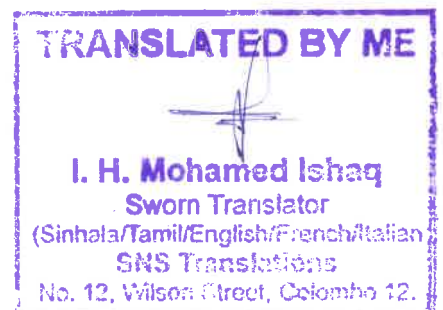 TRANSLATED BY ME
I. H. Mohamed Ishaq
Sworn Translator
(Sinhala/Tamil/English/French/Italian
SNS Translations
No. 12, Wilson Street, Colombo 12.